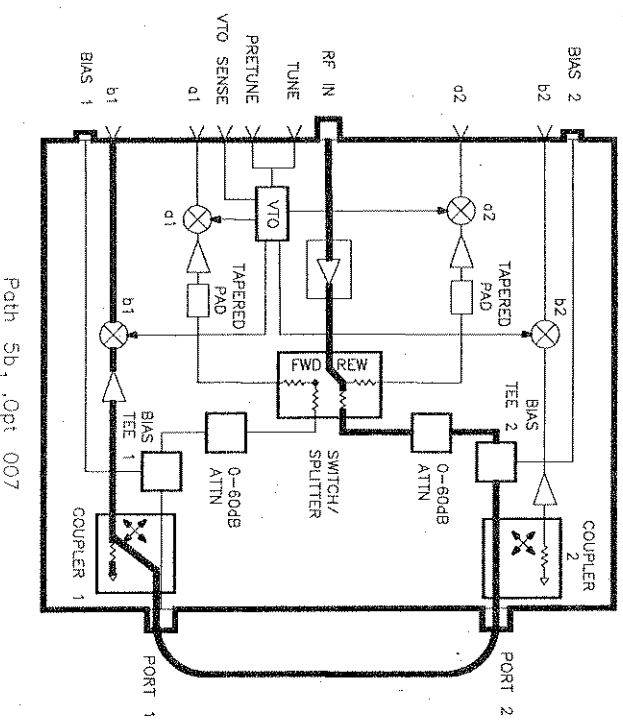 PORT 2
PORT 1
COUPLER
2
COUPLER
1
BIAS
TEE 2
0-60dB
ATTN
SWITCH/
SPLITTER
0-60dB
ATTN
BIAS
TEE 1
FWD REW
b2
TAPERED
PAD
TAPERED
PAD
b1
a2
VTO
a1
BIAS 2
b2
a2
RF IN
TUNE
PRETUNE
VTO SENSE
a1
b1
BIAS 1
Path 5b1 ,Opt 007